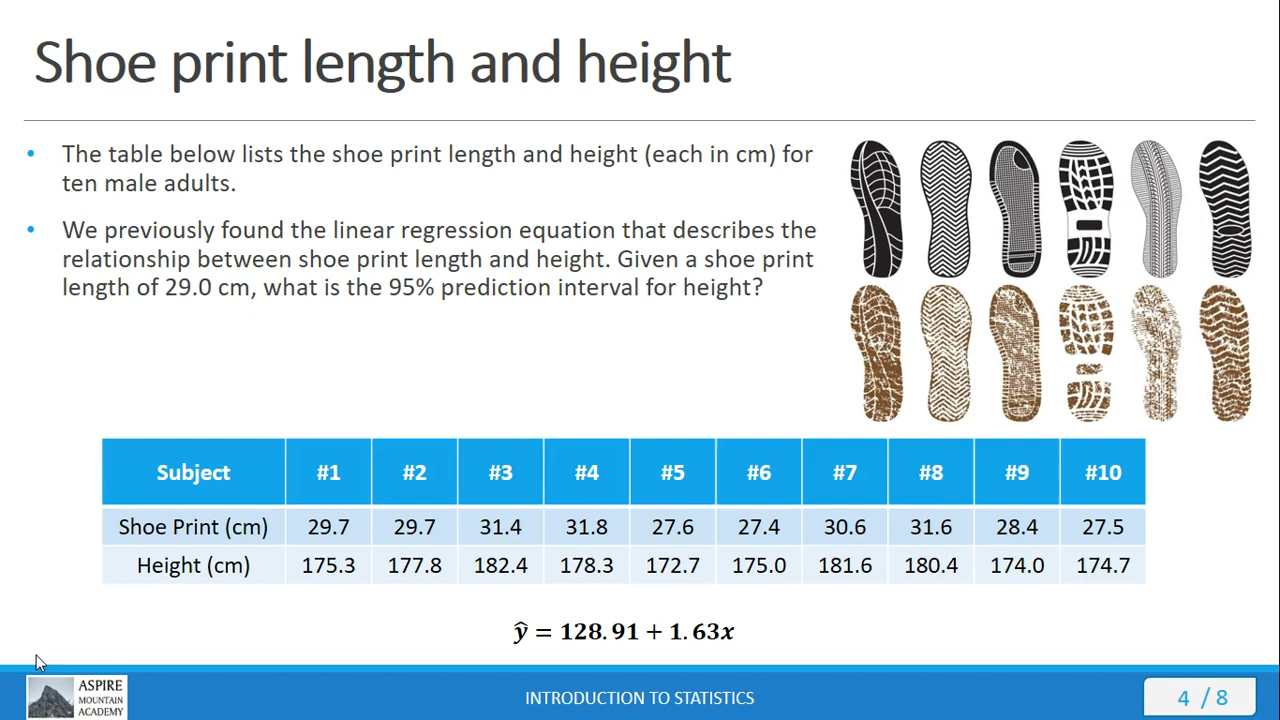 Shoe print length and height
• The table below lists the shoe print length and height (each in cm) for
ten male adults.
• We previously found the linear regression equation that describes the
relationship between shoe print length and height. Given a shoe print
length of 29.0 cm, what is the 95% prediction interval for height?
Subject #1 #2 #3 #4 #5 #6 #7 #8 #9 #10
Shoe Print (cm) 29.7 29.7 31.4 31.8 27.6 27.4 30.6 31.6 28.4 27.5
Height (cm) 175.3 177.8 182.4 178.3 172.7 175.0 181.6 180.4 174.0 174.7
ŷ = 128.91 + 1.63x
ASPIRE
MOUNTAIN
ACADEMY
INTRODUCTION TO STATISTICS
4 / 8